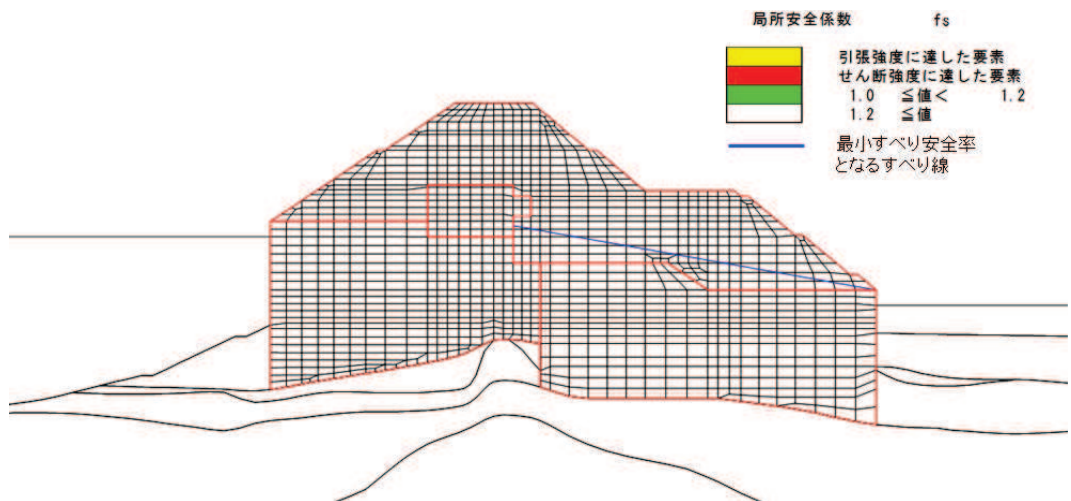 局所安全係数 fs
引張強度に達した要素
せん断強度に達した要素
1.0 ≦値< 1.2
1.2 ≦値
最小すべり安全率
となるすべり線